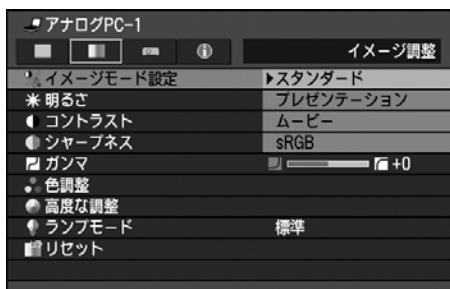 アナログPC-1
イメージ調整
イメージモード設定 スタンダード
明るさ プレゼンテーション
コントラスト ムービー
シャープネス sRGB
ガンマ +0
色調整
高度な調整
ランプモード 標準
リセット